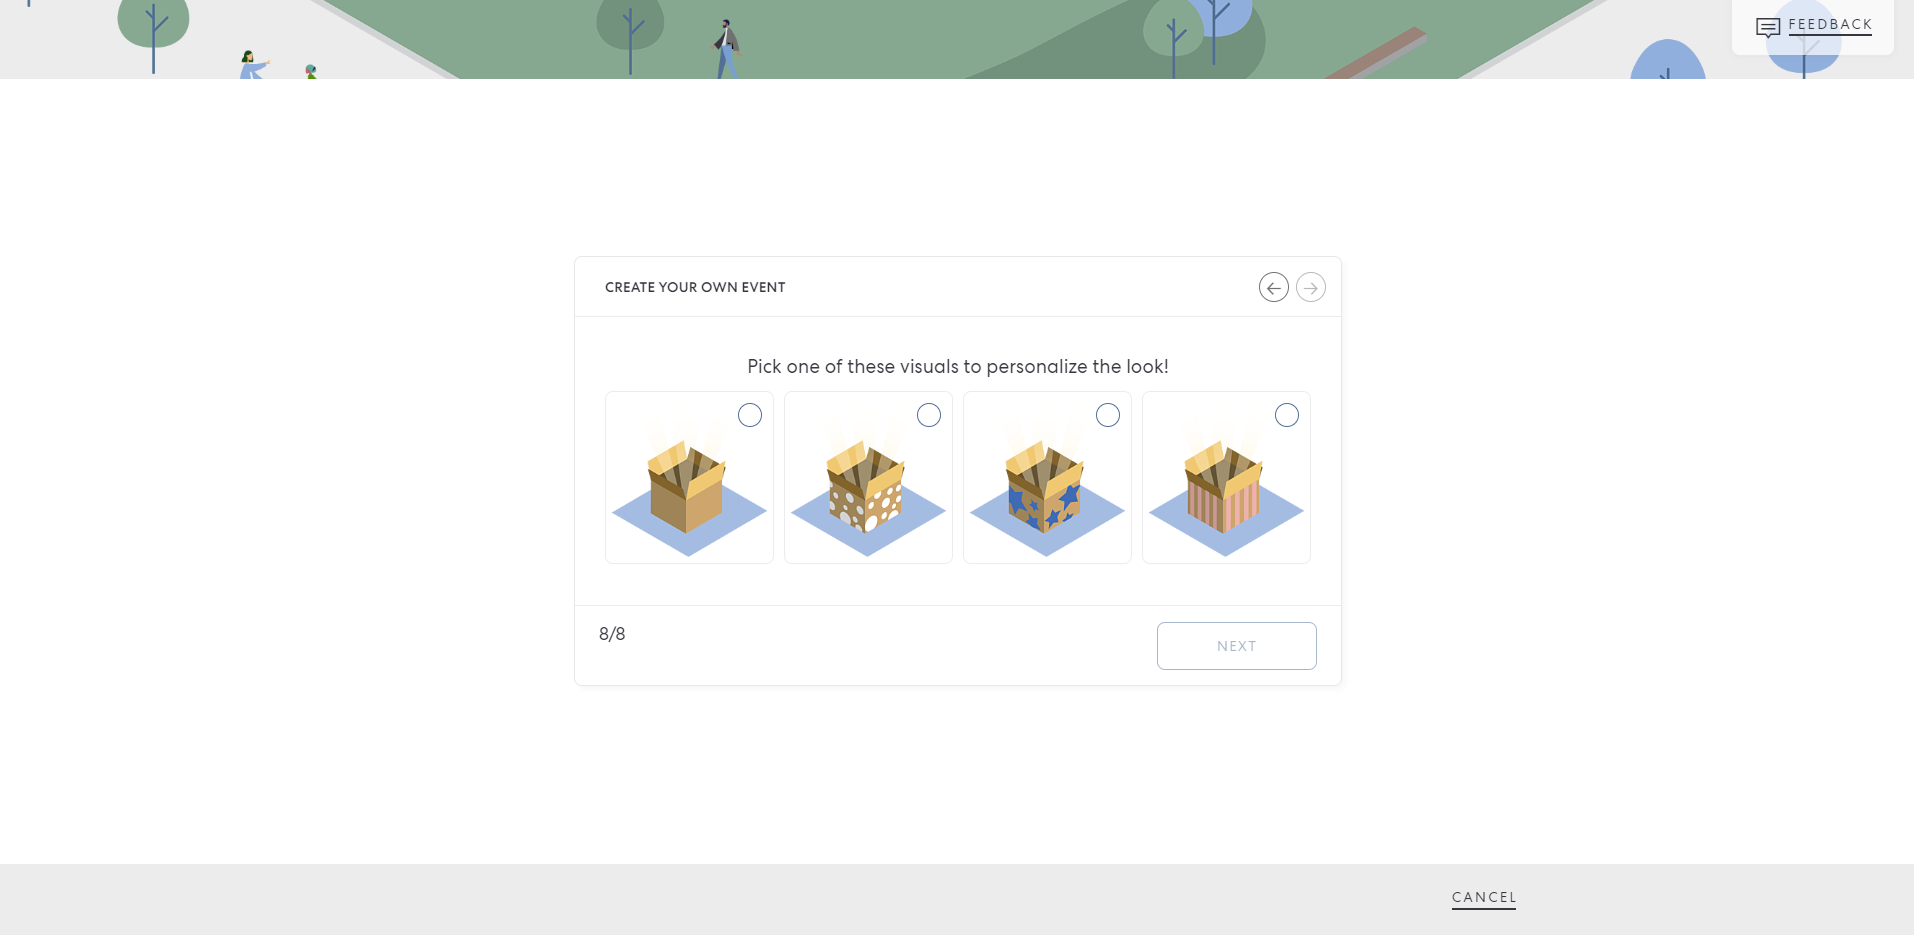 FEEDBACK
CREATE YOUR OWN EVENT
Pick one of these visuals to personalize the look!
8/8
NEXT
CANCEL